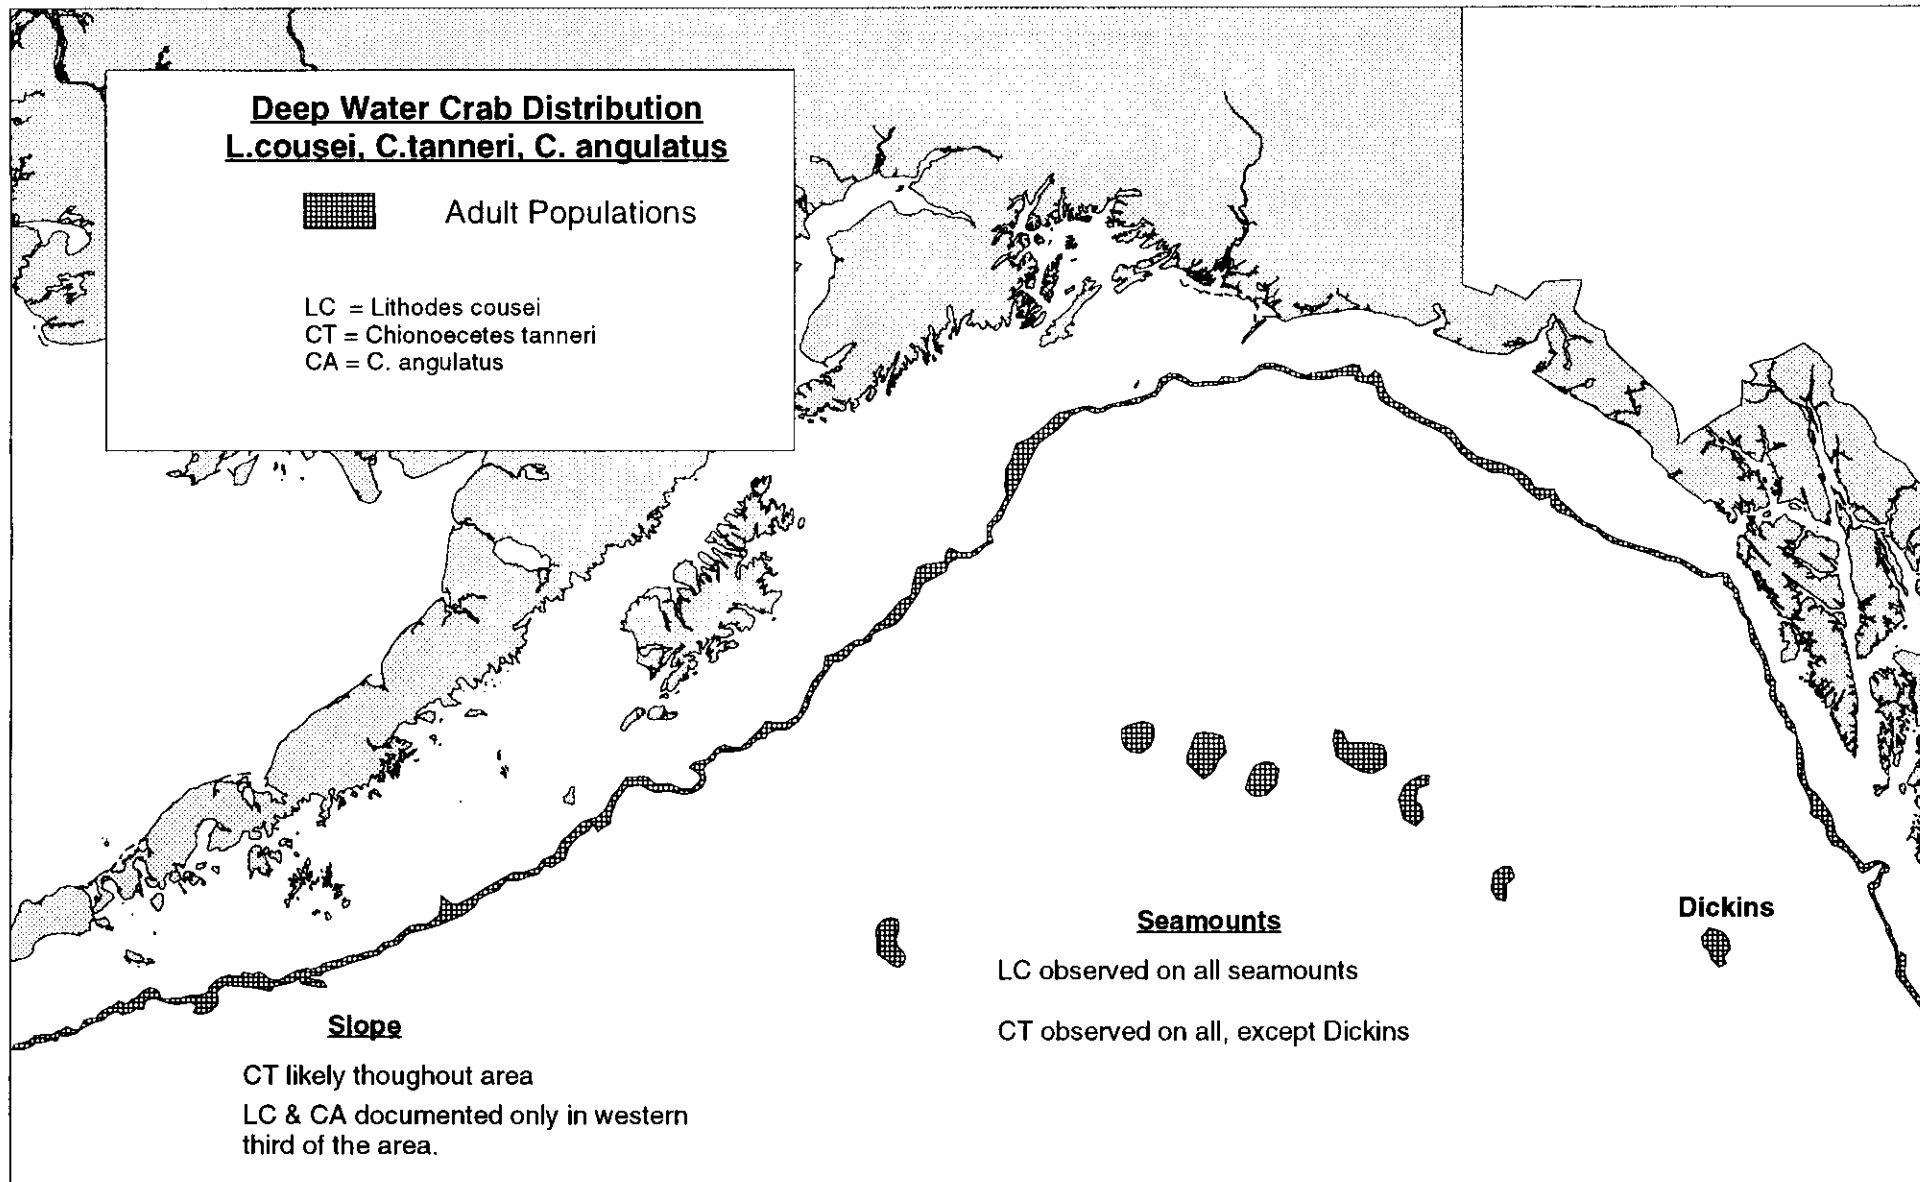 Deep Water Crab Distribution
L.cousei, C.tanneri, C. angulatus
Adult Populations
LC = Lithodes cousei
CT = Chionoecetes tanneri
CA = C. angulatus
Dickins
Seamounts
LC observed on all seamounts
CT observed on all, except Dickins
Slope
CT likely thoughout area
LC & CA documented only in western
third of the area.